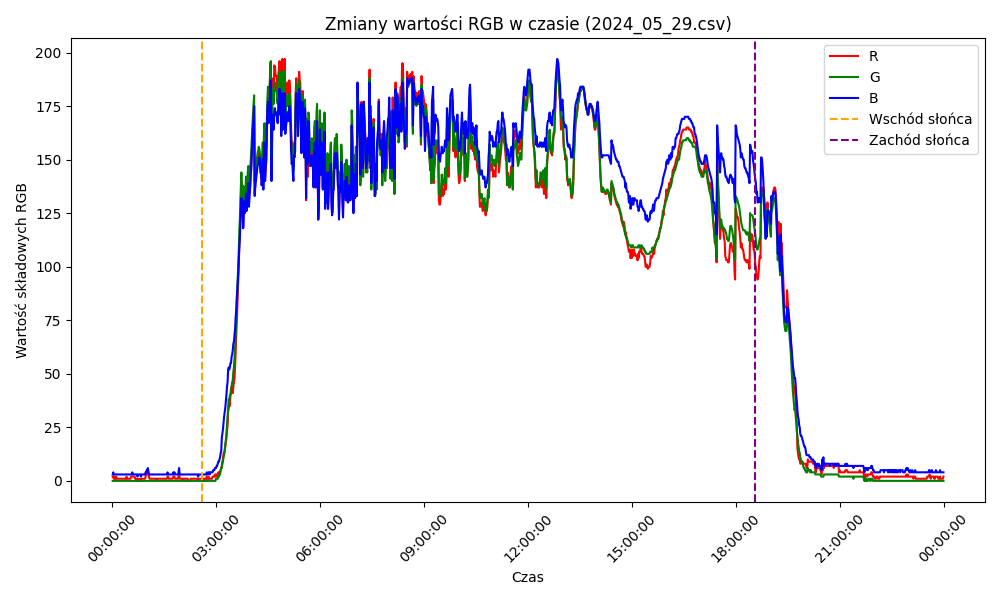 Zmiany wartości RGB w czasie (2024_05_29.csv)
R
G
B
Wschód słońca
Zachód słońca
Wartość składowych RGB
200
175
150
125
100
75
50
25
0
00:00:00
03:00:00
06:00:00
09:00:00
12:00:00
15:00:00
18:00:00
21:00:00
00:00:00
Czas